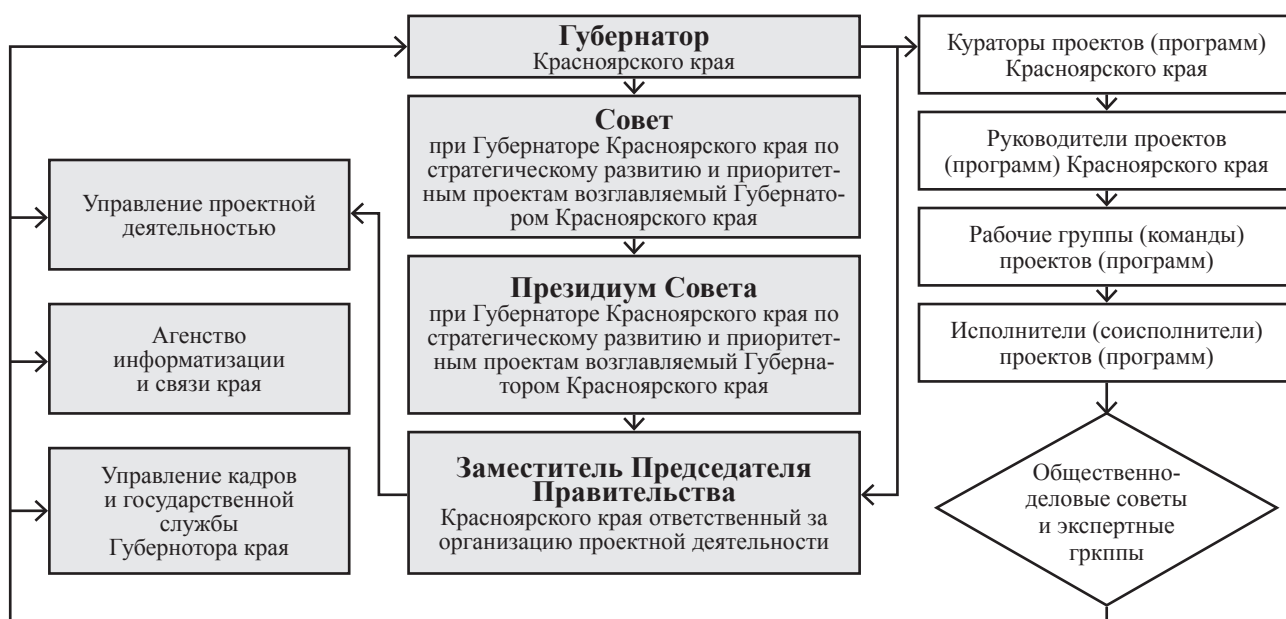 Губернатор
Красноярского края
Совет
при Губернаторе Красноярского края по
стратегическому развитию и приоритет-
ным проектам возглавляемый Губернато-
ром Красноярского края
Президиум Совета
при Губернаторе Красноярского края по
стратегическому развитию и приоритет-
ным проектам возглавляемый Губерна-
тором Красноярского края
Заместитель Председателя
Правительства
Красноярского края ответственный за
организацию проектной деятельности
Управление проектной
деятельностью
Агенство
информатизации
и связи края
Управление кадров
и государственной
службы
Губернотора края
Кураторы проектов (программ)
Красноярского края
Руководители проектов
(программ) Красноярского края
Рабочие группы (команды)
проектов (программ)
Исполнители (соисполнители)
проектов (программ)
Общественно-
деловые советы
и экспертные
гркппы